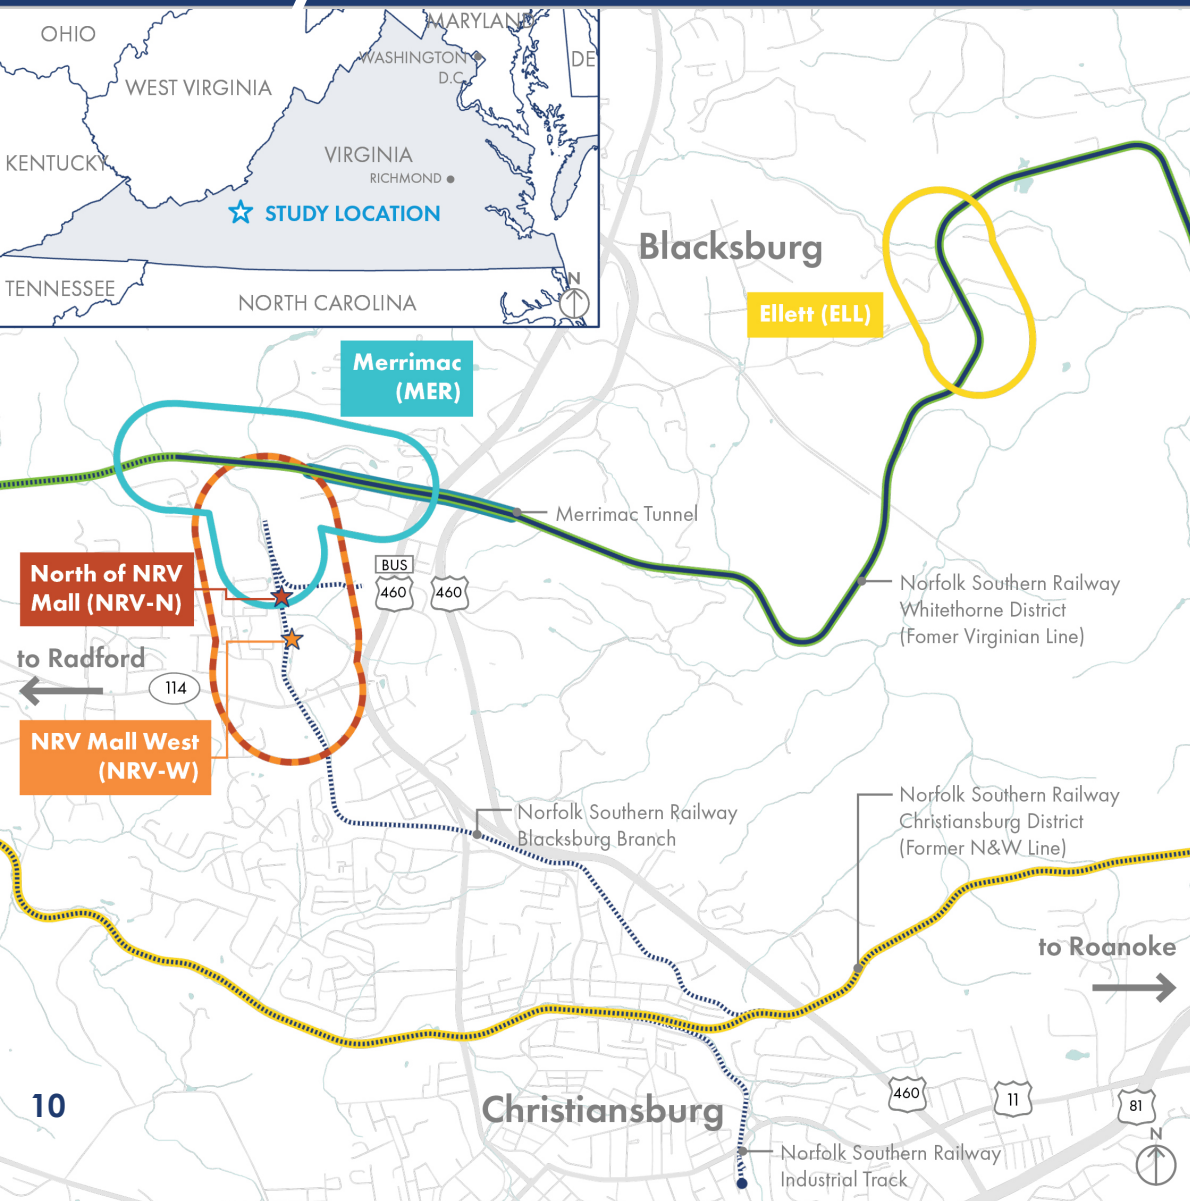 OHIO
MARYLAND
WASHINGTON
D.C.
DE
WEST VIRGINIA
KENTUCKY
VIRGINIA
RICHMOND
STUDY LOCATION
TENNESSEE
NORTH CAROLINA
N
Blacksburg
Ellett (ELL)
Merrimac
(MER)
Merrimac Tunnel
BUS
460
460
North of NRV
Mall (NRV-N)
Norfolk Southern Railway
Whitethorne District
(Fomer Virginian Line)
to Radford
114
NRV Mall West
(NRV-W)
Norfolk Southern Railway
Blacksburg Branch
Norfolk Southern Railway
Christiansburg District
(Former N&W Line)
to Roanoke
10
Christiansburg
460
11
81
N
Norfolk Southern Railway
Industrial Track